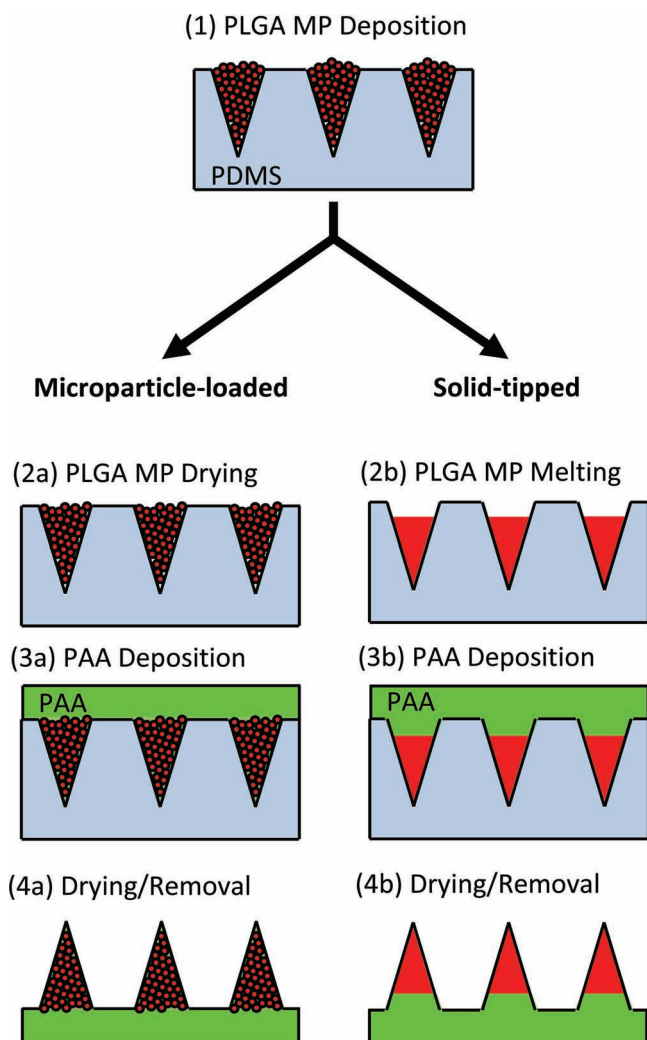 (1) PLGA MP Deposition
PDMS
Microparticle-loaded
Solid-tipped
(2a) PLGA MP Drying
(2b) PLGA MP Melting
(3a) PAA Deposition
(3b) PAA Deposition
PAA
PAA
(4a) Drying/Removal
(4b) Drying/Removal